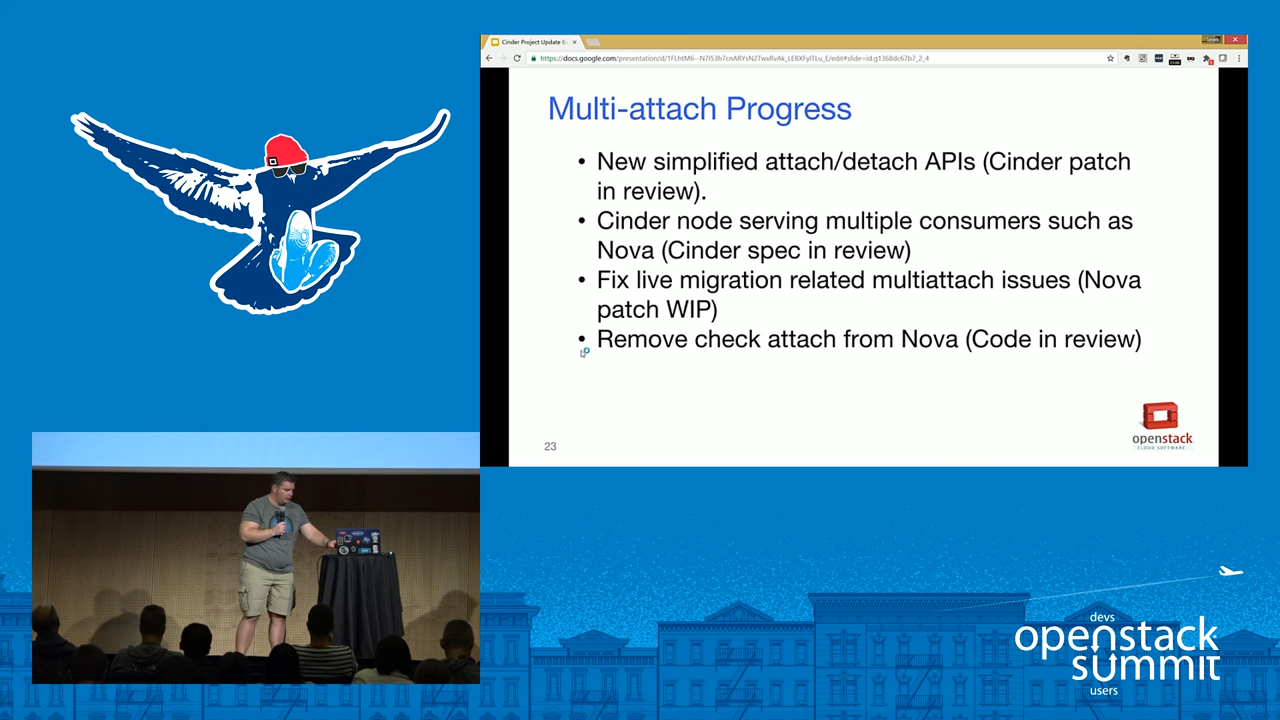 Cinder Project Update B
Multi-attach Progress
• New simplified attach/detach APIs (Cinder patch
in review).
• Cinder node serving multiple consumers such as
Nova (Cinder spec in review)
• Fix live migration related multiattach issues (Nova
patch WIP)
• Remove check attach from Nova (Code in review)
23
openstack
CLOUD SOFTWARE
devs
openstack
summit
users